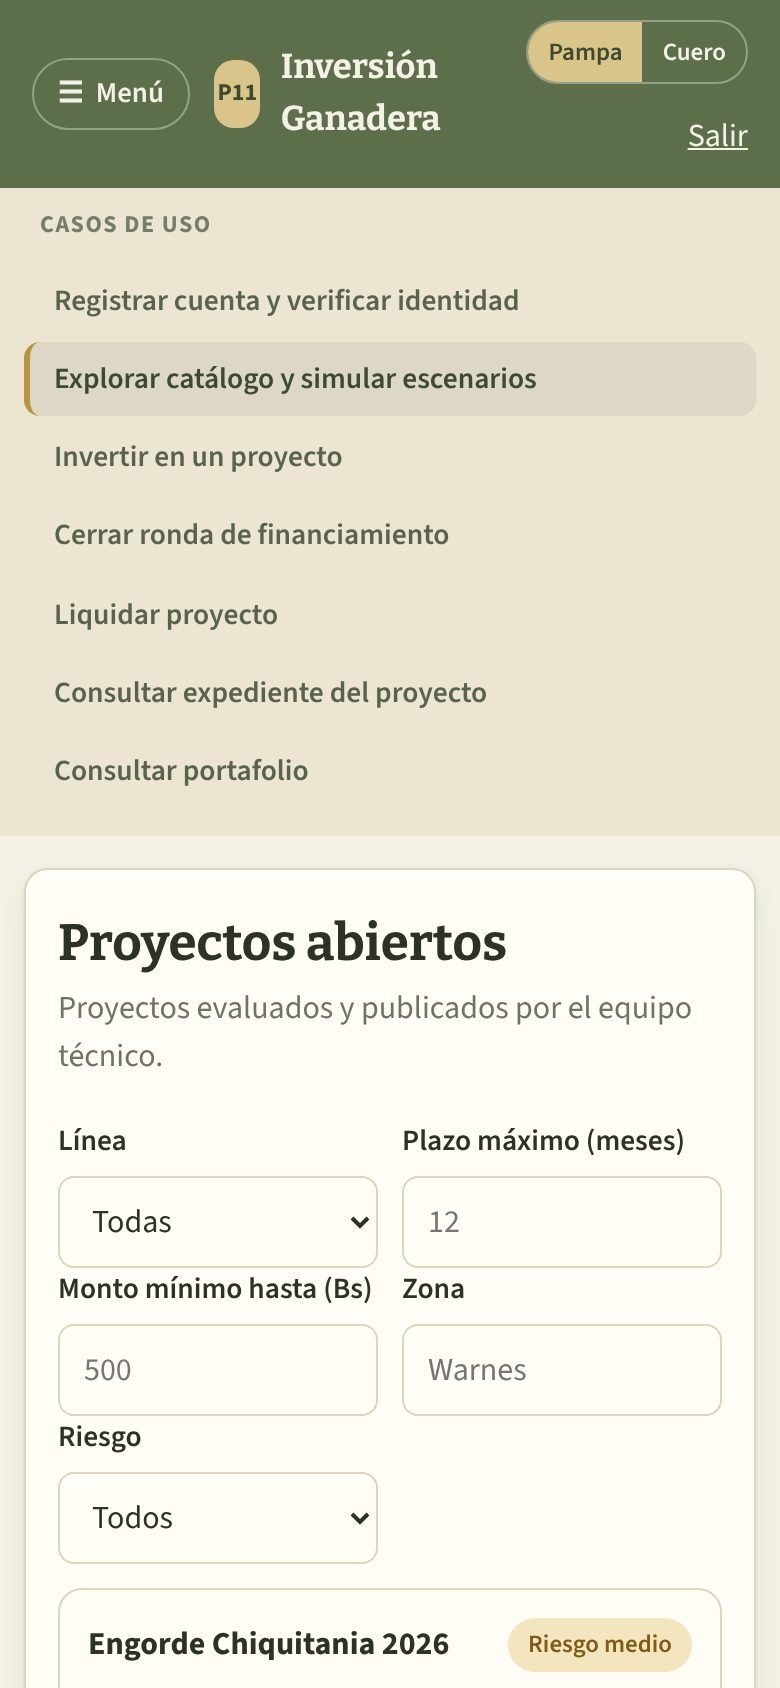 ☰ Menú
P11
Inversión
Ganadera
Pampa
Cuero
Salir
CASOS DE USO
Registrar cuenta y verificar identidad
Explorar catálogo y simular escenarios
Invertir en un proyecto
Cerrar ronda de financiamiento
Liquidar proyecto
Consultar expediente del proyecto
Consultar portafolio
Proyectos abiertos
Proyectos evaluados y publicados por el equipo
técnico.
Línea
Todas
Plazo máximo (meses)
12
Monto mínimo hasta (Bs)
500
Zona
Warnes
Riesgo
Todos
Engorde Chiquitania 2026
Riesgo medio